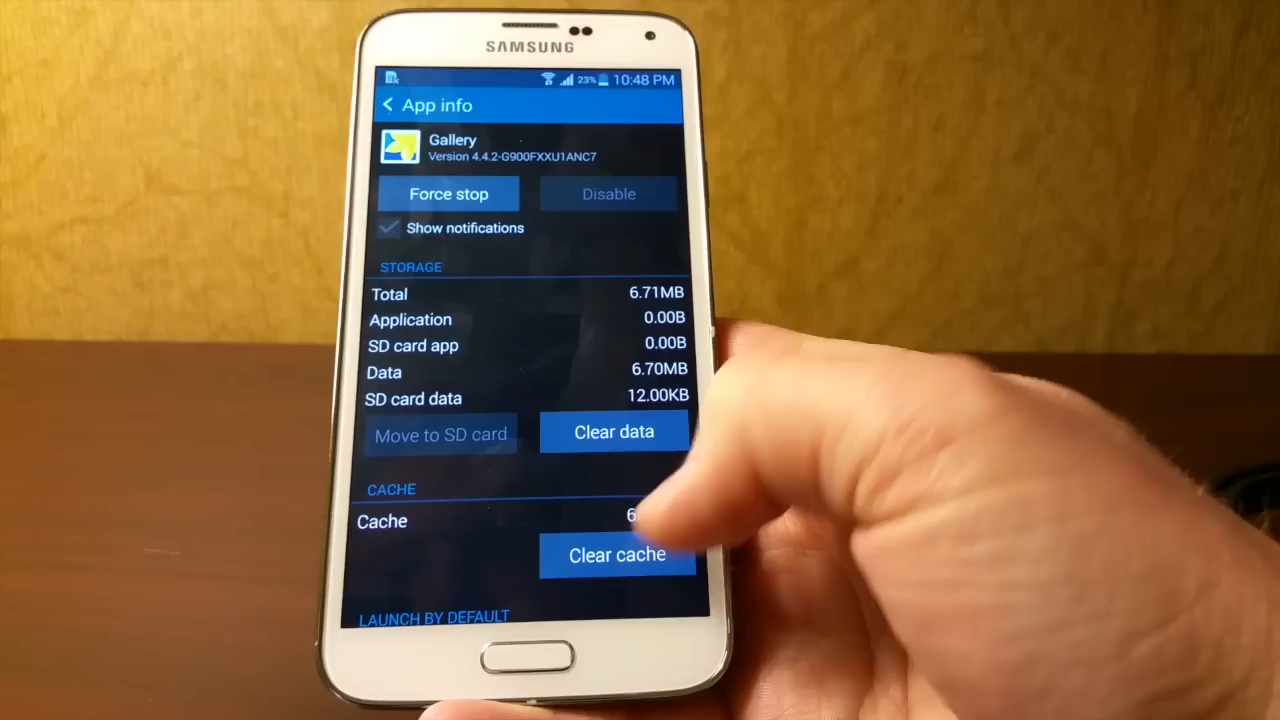 SAMSUNG
23% 10:48 PM
App info
Gallery
Version 4.4.2-G900FXXU1ANC7
Force stop Disable
Show notifications
STORAGE
Total 6.71MB
Application 0.00B
SD card app 0.00B
Data 6.70MB
SD card data 12.00KB
Move to SD card Clear data
CACHE
Cache
Clear cache
LAUNCH BY DEFAULT